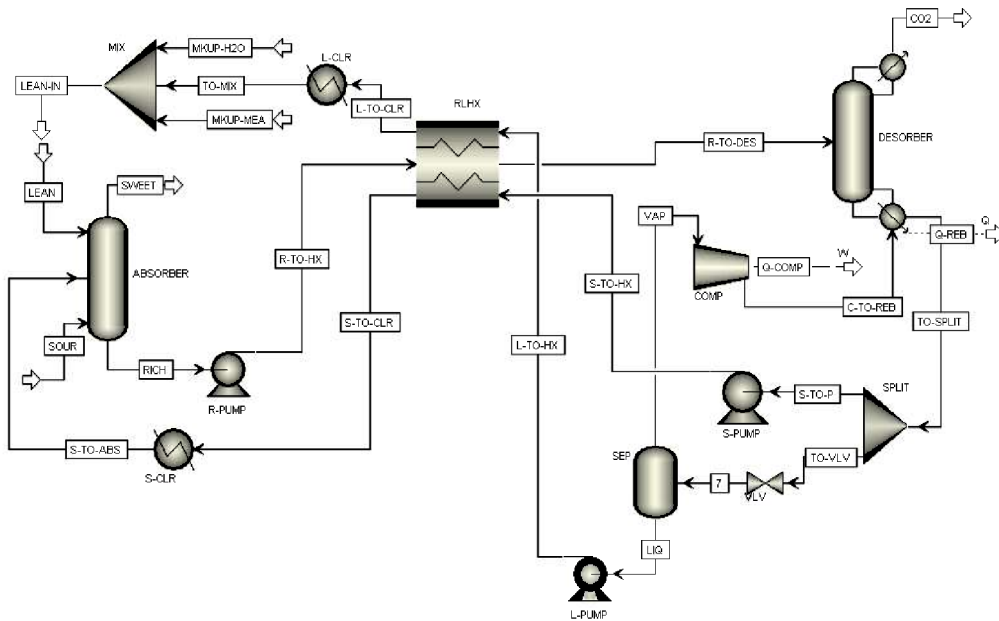 CO2
MIX
MKUP-H2O
L-CLR
LEAN-IN
TO-MIX
L-TO-CLR
RLHX
MKUP-MEA
R-TO-DES
DESORBER
LEAN
SWEET
VAP
Q
Q-REB
R-TO-HX
W
Q-COMP
ABSORBER
S-TO-HX
COMP
C-TO-REB
S-TO-CLR
TO-SPLIT
SOUR
L-TO-HX
RICH
R-PUMP
S-TO-P
SPLIT
S-PUMP
S-TO-ABS
SEP
TO-VLV
S-CLR
7
VLV
LIQ
L-PUMP